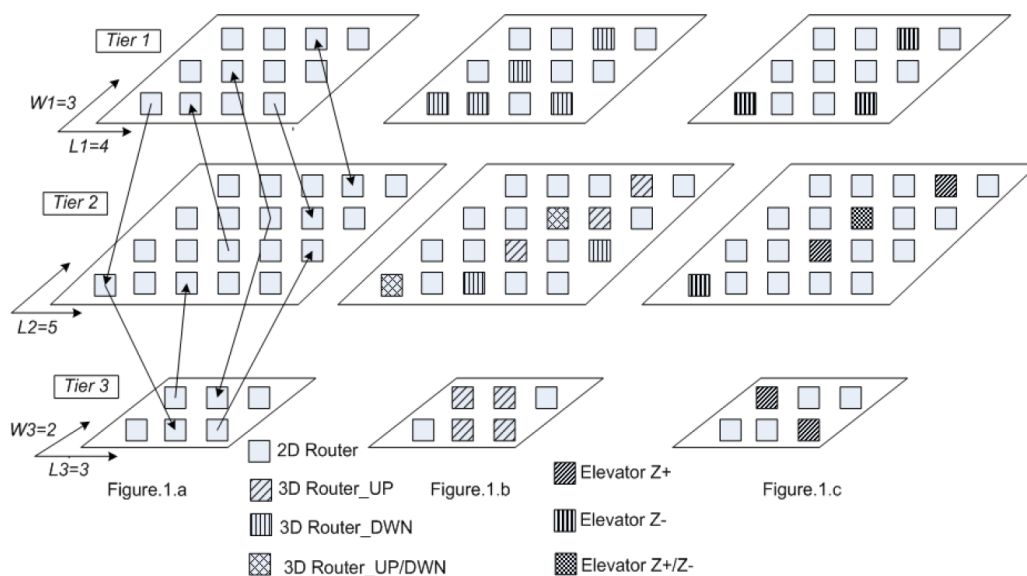 Tier 1
W1=3
L1=4
Tier 2
L2=5
Tier 3
W3=2
L3=3
2D Router
3D Router_UP
3D Router_DWN
3D Router_UP/DWN
Elevator Z+
Elevator Z-
Elevator Z+/Z-
Figure.1.a
Figure.1.b
Figure.1.c